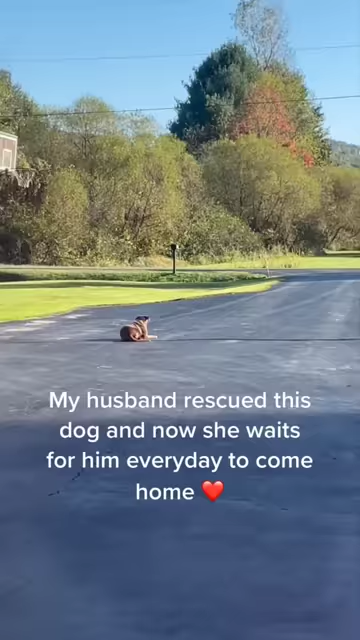 My husband rescued this
dog and now she waits
for him everyday to come
home ❤️